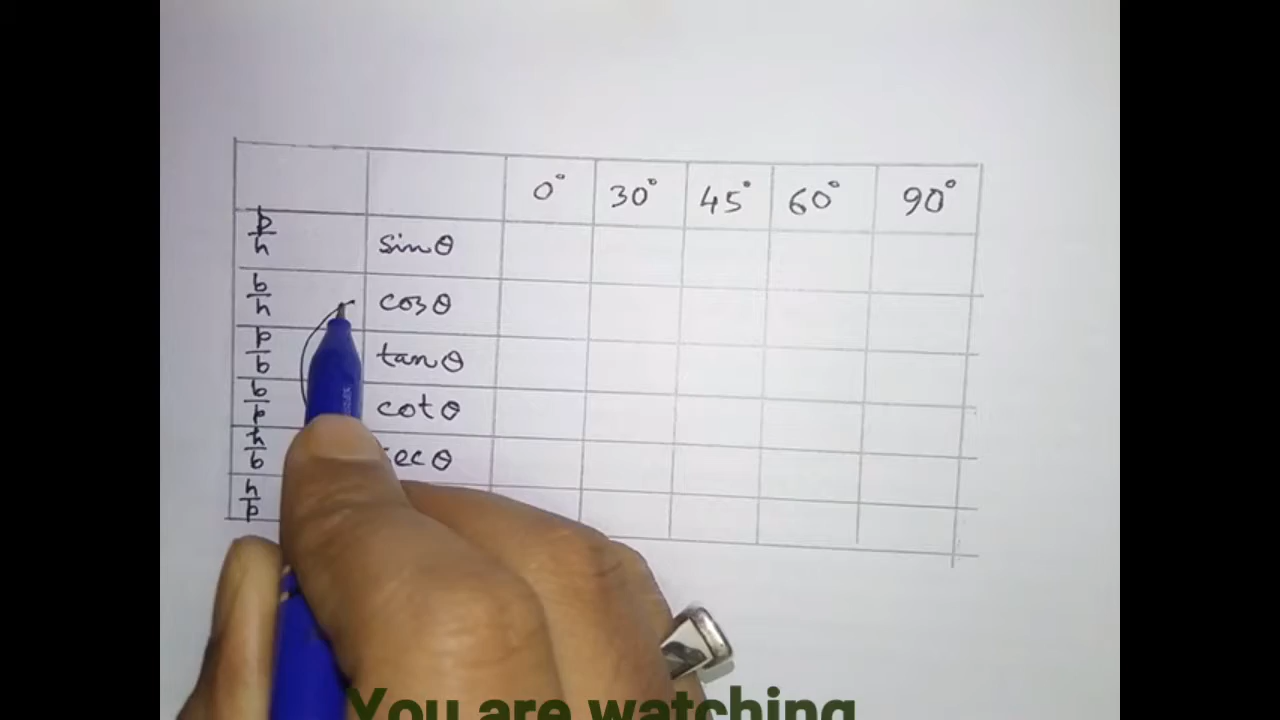 0° 30° 45° 60° 90°
p/h sinθ
b/h cosθ
p/b tanθ
b/p cotθ
h/b secθ
h/p
You are watching